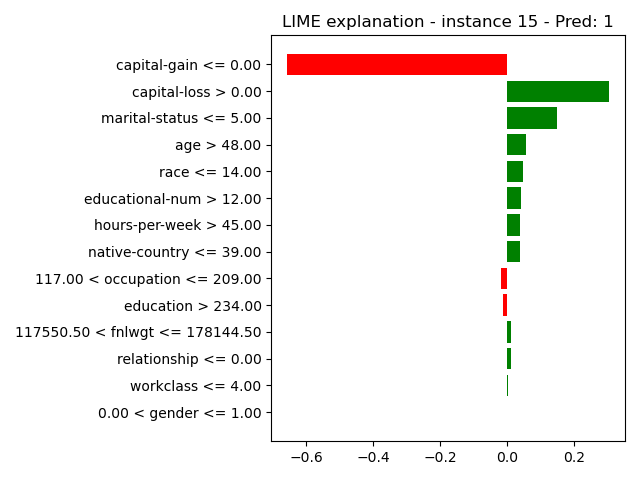 LIME explanation - instance 15 - Pred: 1
capital-gain <= 0.00
capital-loss > 0.00
marital-status <= 5.00
age > 48.00
race <= 14.00
educational-num > 12.00
hours-per-week > 45.00
native-country <= 39.00
117.00 < occupation <= 209.00
education > 234.00
117550.50 < fnlwgt <= 178144.50
relationship <= 0.00
workclass <= 4.00
0.00 < gender <= 1.00
−0.6 −0.4 −0.2 0.0 0.2